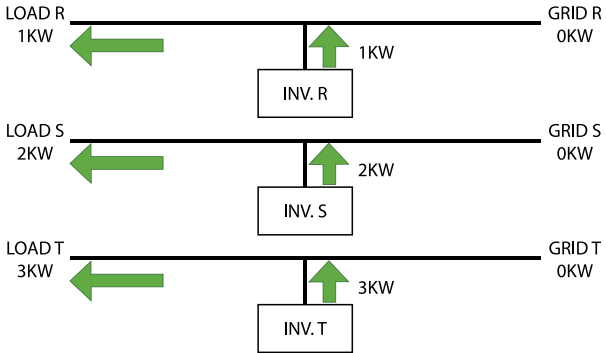 LOAD R
1KW
GRID R
0KW
1KW
INV. R
LOAD S
2KW
GRID S
0KW
2KW
INV. S
LOAD T
3KW
GRID T
0KW
3KW
INV. T